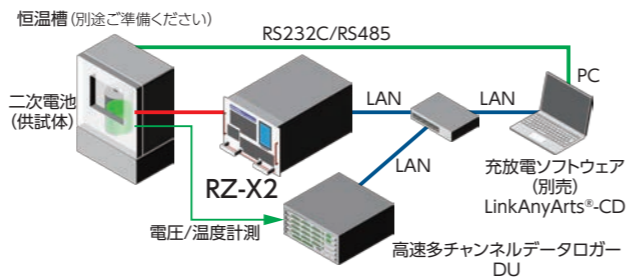 恒温槽(別途ご準備ください)
RS232C/RS485
PC
二次電池
(供試体)
LAN
LAN
LAN
RZ-X2
充放電ソフトウェア
(別売)
LinkAnyArts®-CD
電圧/温度計測
高速多チャンネルデータロガー
DU